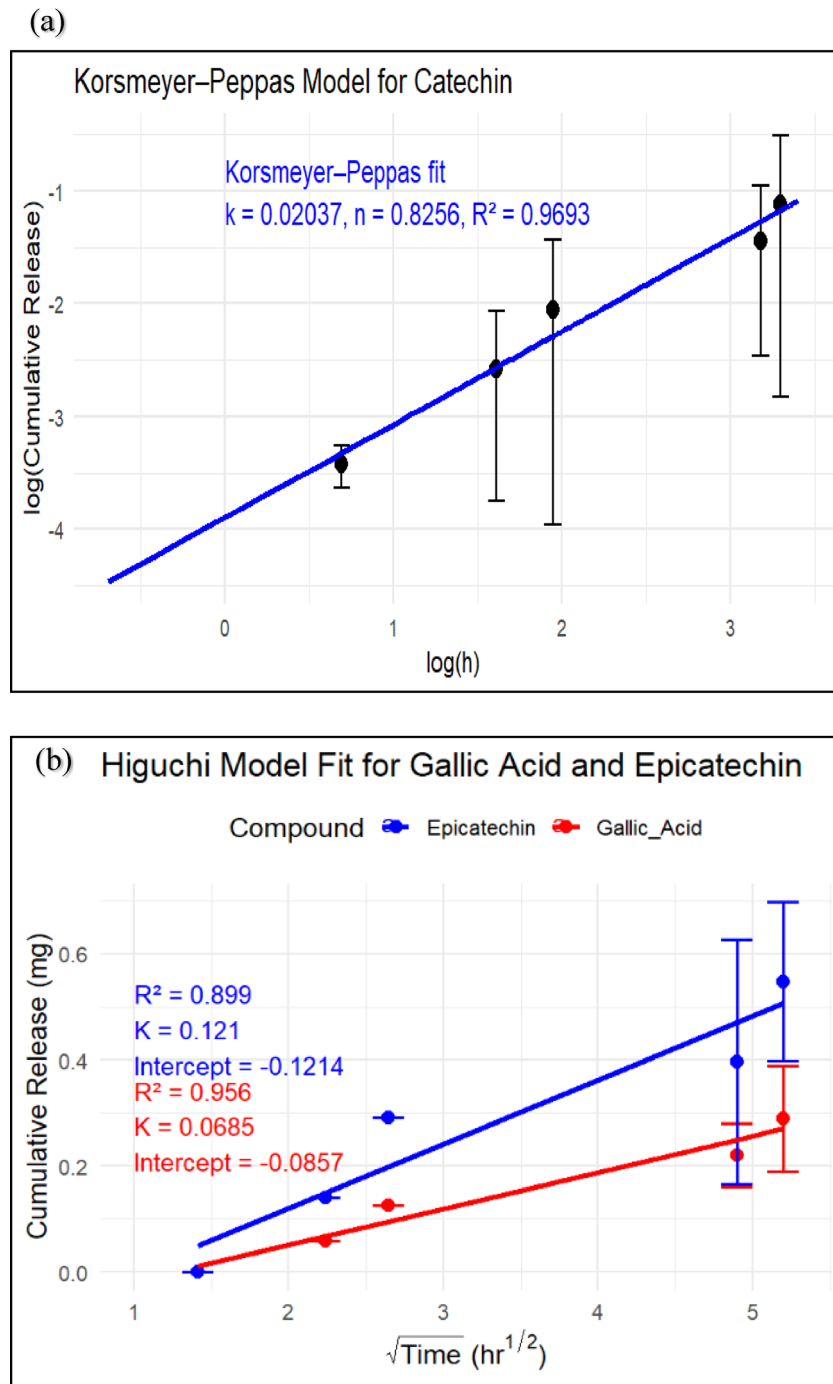 (a)
Korsmeyer–Peppas Model for Catechin
Korsmeyer–Peppas fit
k = 0.02037, n = 0.8256, R² = 0.9693
log(Cumulative Release)
-1
-2
-3
-4
0 1 2 3
log(h)
(b) Higuchi Model Fit for Gallic Acid and Epicatechin
Compound Epicatechin Gallic_Acid
Cumulative Release (mg)
0.6
0.4
0.2
0.0
R² = 0.899
K = 0.121
Intercept = -0.1214
R² = 0.956
K = 0.0685
Intercept = -0.0857
1 2 3 4 5
√Time (hr^1/2)